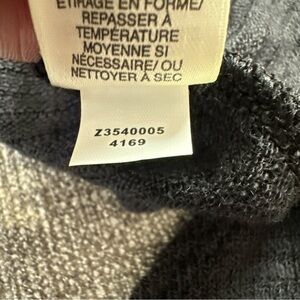 ÉTIRAGE EN FORME/
REPASSER À
TEMPÉRATURE
MOYENNE SI
NÉCESSAIRE/ OU
NETTOYER À SEC
Z3540005
4169